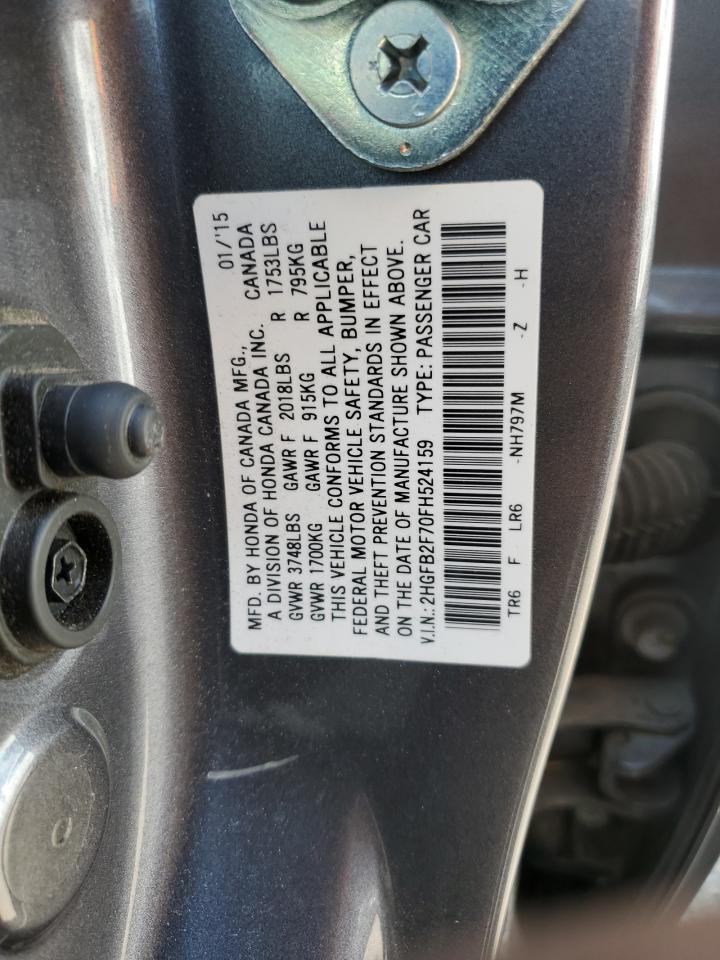 MFD. BY HONDA OF CANADA MFG., 01/'15
A DIVISION OF HONDA CANADA INC. CANADA
GVWR 3748LBS GAWR F 2018LBS R 1753LBS
GVWR 1700KG GAWR F 915KG R 795KG
THIS VEHICLE CONFORMS TO ALL APPLICABLE
FEDERAL MOTOR VEHICLE SAFETY, BUMPER,
AND THEFT PREVENTION STANDARDS IN EFFECT
ON THE DATE OF MANUFACTURE SHOWN ABOVE.
V.I.N.: 2HGFB2F70FH524159 TYPE: PASSENGER CAR
TR6 F LR6 -NH797M -Z -H